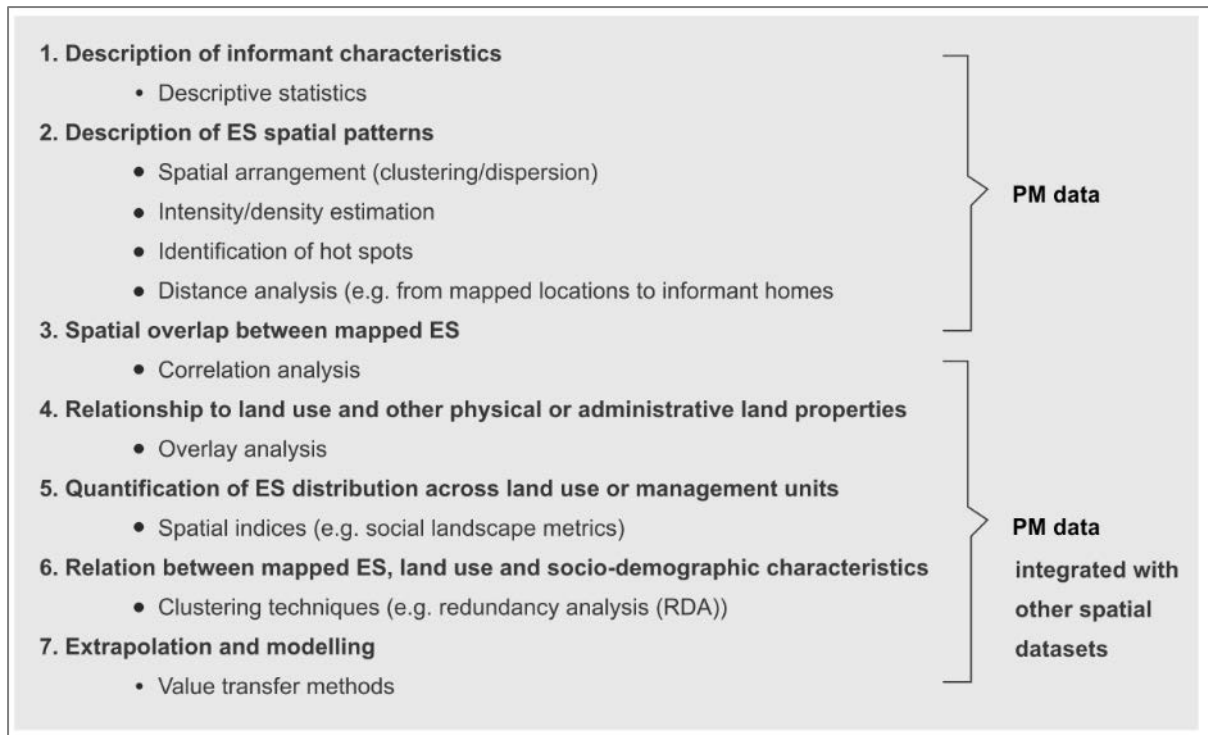 1. Description of informant characteristics
• Descriptive statistics
2. Description of ES spatial patterns
● Spatial arrangement (clustering/dispersion)
● Intensity/density estimation
● Identification of hot spots
● Distance analysis (e.g. from mapped locations to informant homes
3. Spatial overlap between mapped ES
● Correlation analysis
4. Relationship to land use and other physical or administrative land properties
● Overlay analysis
5. Quantification of ES distribution across land use or management units
● Spatial indices (e.g. social landscape metrics)
6. Relation between mapped ES, land use and socio-demographic characteristics
● Clustering techniques (e.g. redundancy analysis (RDA))
7. Extrapolation and modelling
• Value transfer methods
PM data
PM data
integrated with
other spatial
datasets